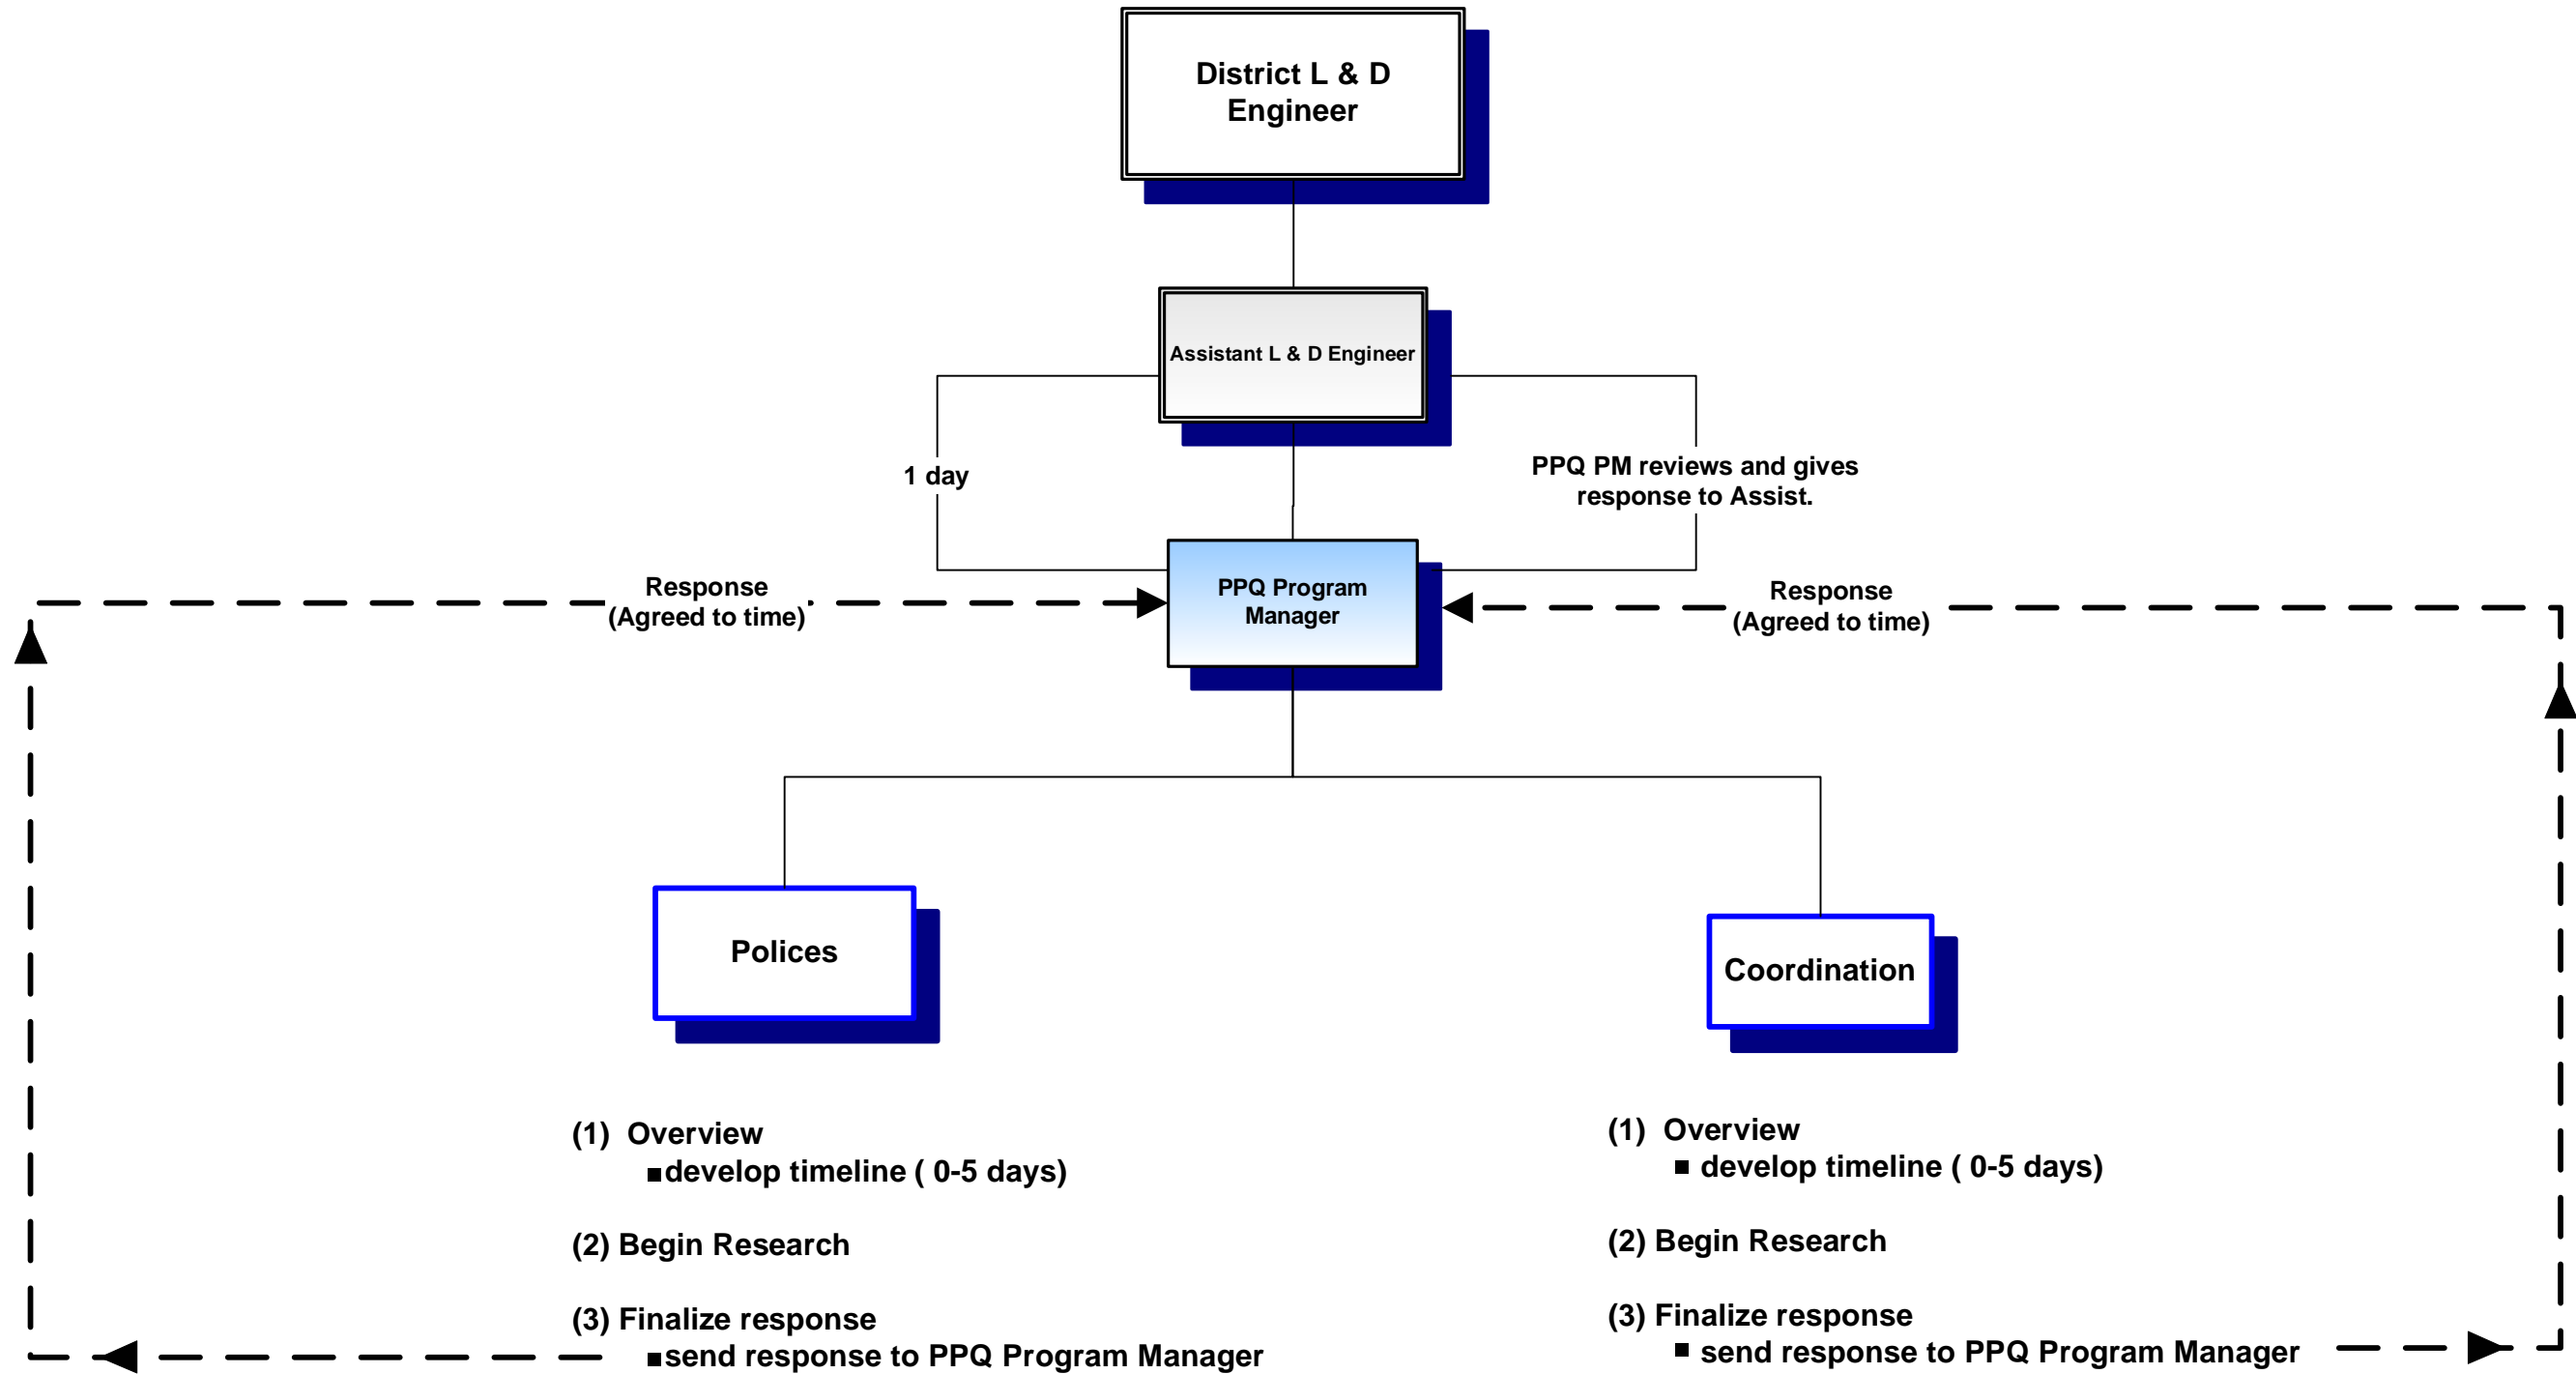 District L & D
Engineer
Assistant L & D Engineer
1 day
PPQ PM reviews and gives
response to Assist.
Response
(Agreed to time)
PPQ Program
Manager
Response
(Agreed to time)
Polices
Coordination
(1) Overview
■develop timeline ( 0-5 days)
(2) Begin Research
(3) Finalize response
■send response to PPQ Program Manager
(1) Overview
■ develop timeline ( 0-5 days)
(2) Begin Research
(3) Finalize response
■ send response to PPQ Program Manager